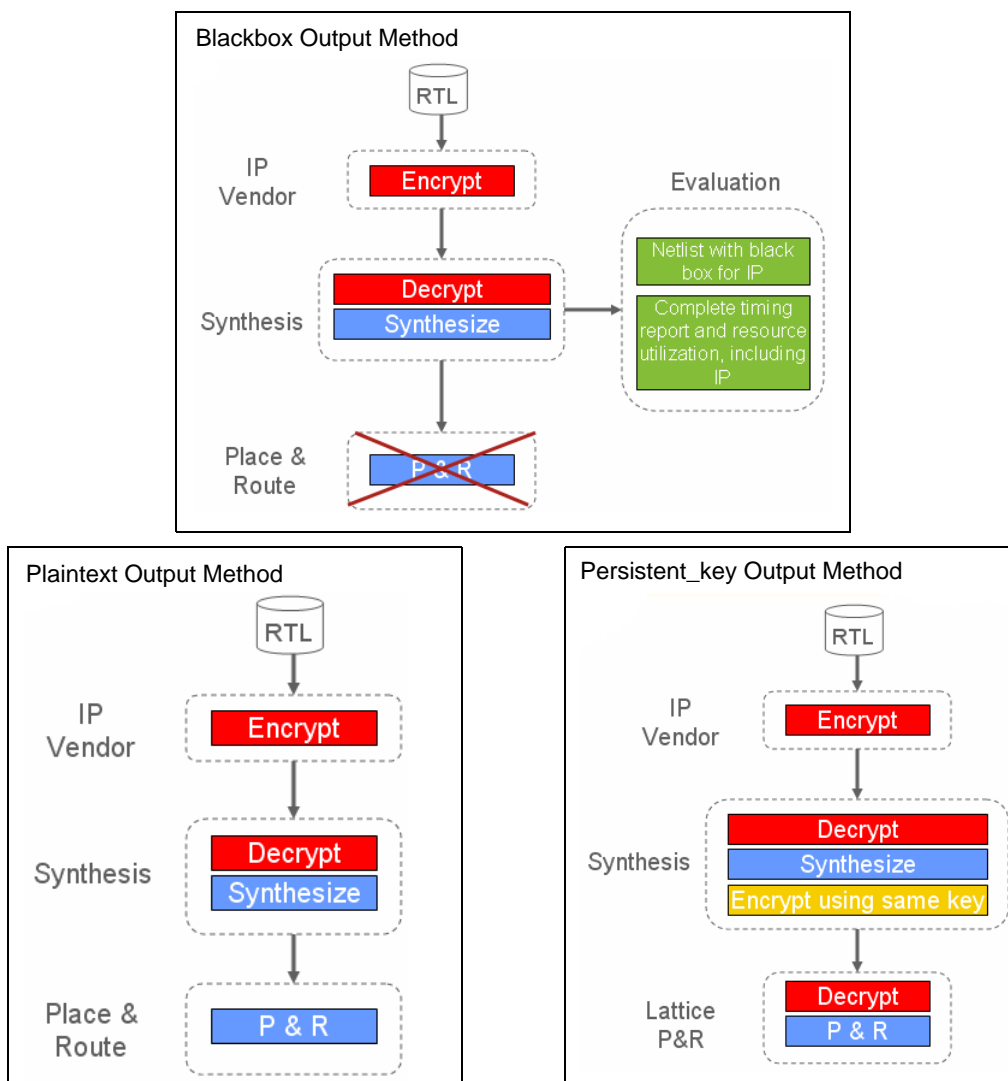 Blackbox Output Method
RTL
IP
Vendor
Encrypt
Evaluation
Netlist with black
box for IP
Synthesis
Decrypt
Synthesize
Complete timing
report and resource
utilization, including
IP
Place &
Route
P & R
Plaintext Output Method
RTL
IP
Vendor
Encrypt
Synthesis
Decrypt
Synthesize
Place &
Route
P & R
Persistent_key Output Method
RTL
IP
Vendor
Encrypt
Synthesis
Decrypt
Synthesize
Encrypt using same key
Lattice
P&R
Decrypt
P & R